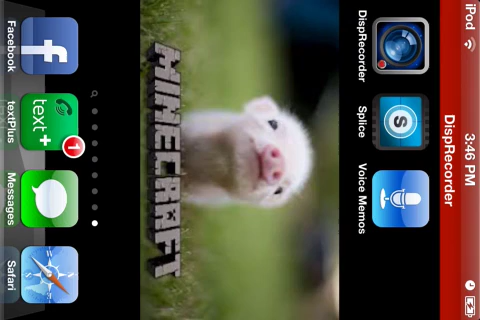 iPod 3:46 PM
DispRecorder
DispRecorder Splice Voice Memos
S
MINECRAFT
text+
1
Facebook textPlus Messages Safari